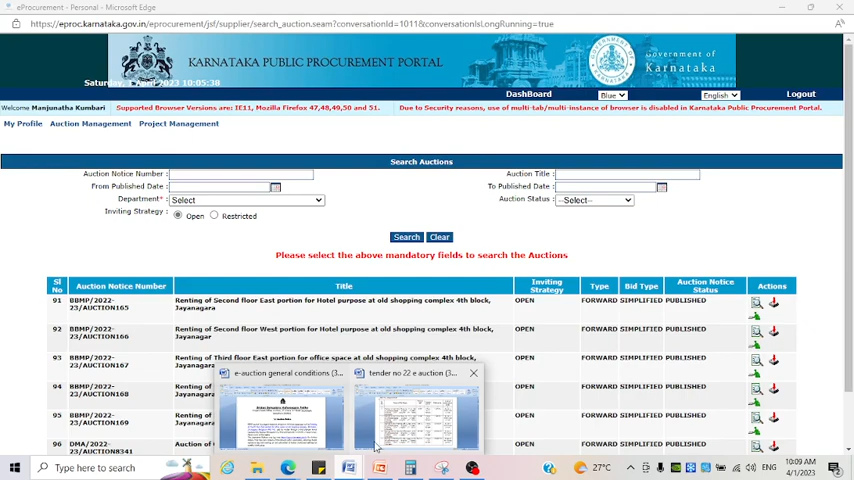 eProcurement - Personal - Microsoft Edge
https://eproc.karnataka.gov.in/eprocurement/jsf/supplier/search_auction.seam?conversationId=1011&conversationIsLongRunning=true
KARNATAKA PUBLIC PROCUREMENT PORTAL
Government of
Karnataka
2023 10:05:38
DashBoard Blue English Logout
Welcome Manjunatha Kumbari Supported Browser Versions are: IE11, Mozilla Firefox 47,48,49,50 and 51. Due to Security reasons, use of multi-tab/multi-instance of browser is disabled in Karnataka Public Procurement Portal.
My Profile Auction Management Project Management
Search Auctions
Auction Notice Number : Auction Title :
From Published Date : To Published Date :
Department* : Select Auction Status : --Select--
Inviting Strategy : Open Restricted
Search Clear
Please select the above mandatory fields to search the Auctions
Sl No Auction Notice Number Title Inviting Strategy Type Bid Type Auction Notice Status Actions
91 BBMP/2022-23/AUCTION165 Renting of Second floor East portion for Hotel purpose at old shopping complex 4th block, Jayanagara OPEN FORWARD SIMPLIFIED PUBLISHED
92 BBMP/2022-23/AUCTION166 Renting of Second floor West portion for Hotel purpose at old shopping complex 4th block, Jayanagar OPEN FORWARD SIMPLIFIED PUBLISHED
93 BBMP/2022-23/AUCTION167 Renting of Third floor East portion for office space at old shopping complex 4th block, OPEN FORWARD SIMPLIFIED PUBLISHED
94 BBMP/2022-23/AUCTION168 OPEN FORWARD SIMPLIFIED PUBLISHED
95 BBMP/2022-23/AUCTION169 OPEN FORWARD SIMPLIFIED PUBLISHED
96 DMA/2022-23/AUCTION8341 Auction of OPEN FORWARD SIMPLIFIED PUBLISHED
e-auction general conditions (3... tender no 22 e auction (3...
Type here to search 27°C ENG 10:09 AM 4/1/2023 2